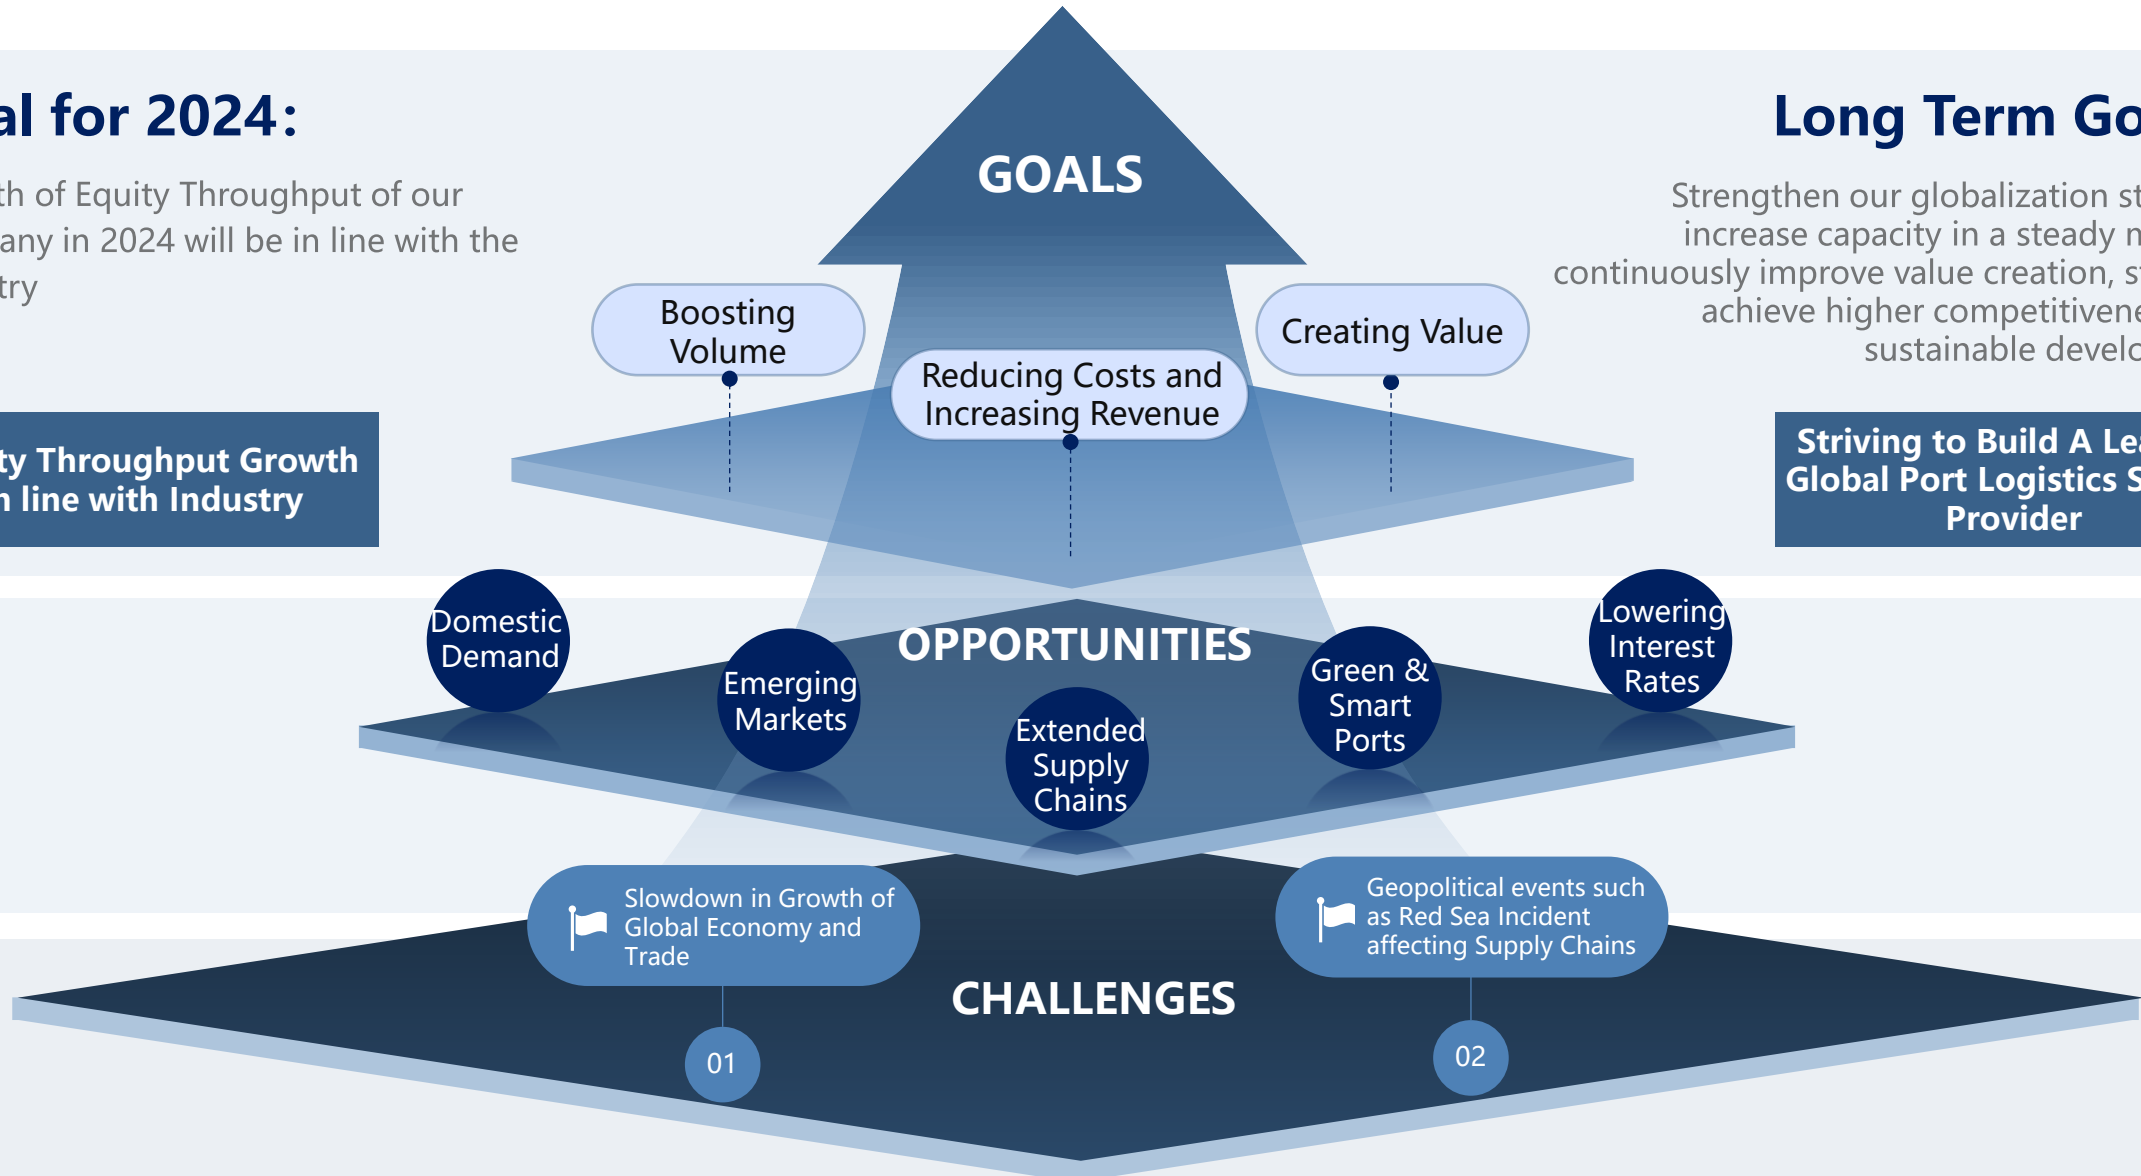 al for 2024:
th of Equity Throughput of our
any in 2024 will be in line with the
try
ty Throughput Growth
n line with Industry
GOALS
Boosting
Volume
Reducing Costs and
Increasing Revenue
Creating Value
Long Term Go
Strengthen our globalization st
increase capacity in a steady m
continuously improve value creation, st
achieve higher competitivene
sustainable develo
Striving to Build A Lea
Global Port Logistics S
Provider
OPPORTUNITIES
Domestic
Demand
Emerging
Markets
Extended
Supply
Chains
Green &
Smart
Ports
Lowering
Interest
Rates
CHALLENGES
Slowdown in Growth of
Global Economy and
Trade
01
Geopolitical events such
as Red Sea Incident
affecting Supply Chains
02